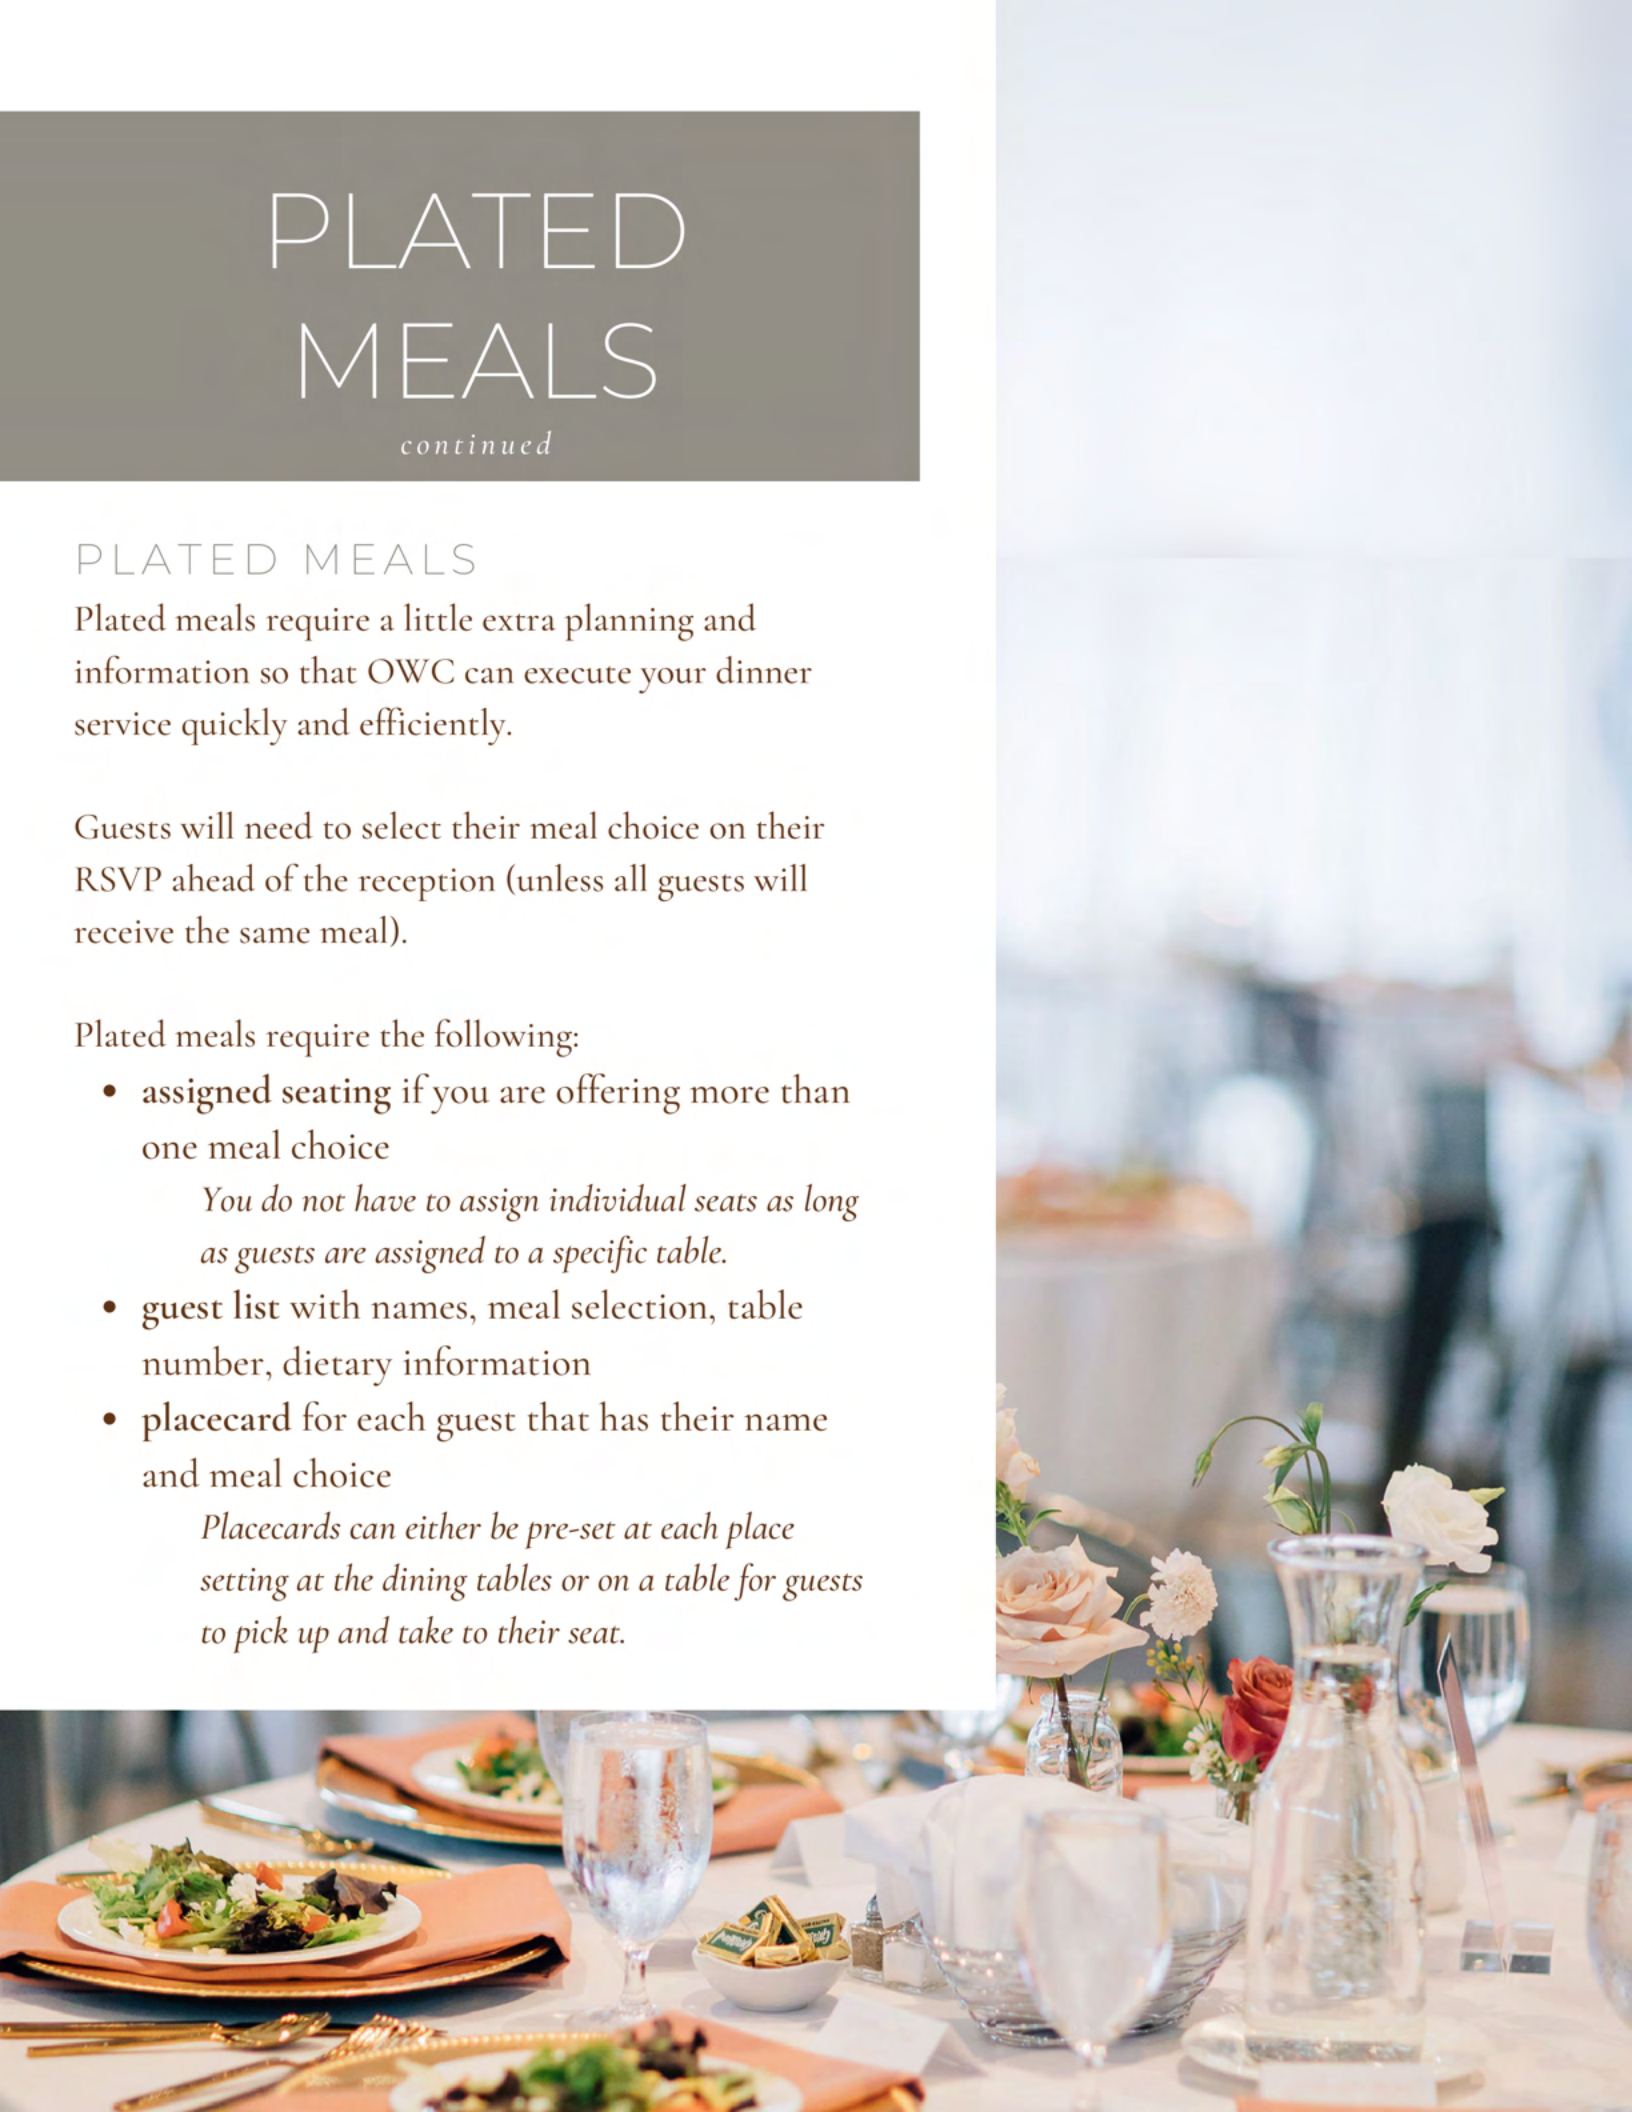 PLATED
MEALS
continued
PLATED MEALS
Plated meals require a little extra planning and
information so that OWC can execute your dinner
service quickly and efficiently.
Guests will need to select their meal choice on their
RSVP ahead of the reception (unless all guests will
receive the same meal).
Plated meals require the following:
• assigned seating if you are offering more than
one meal choice
You do not have to assign individual seats as long
as guests are assigned to a specific table.
• guest list with names, meal selection, table
number, dietary information
• placecard for each guest that has their name
and meal choice
Placecards can either be pre-set at each place
setting at the dining tables or on a table for guests
to pick up and take to their seat.